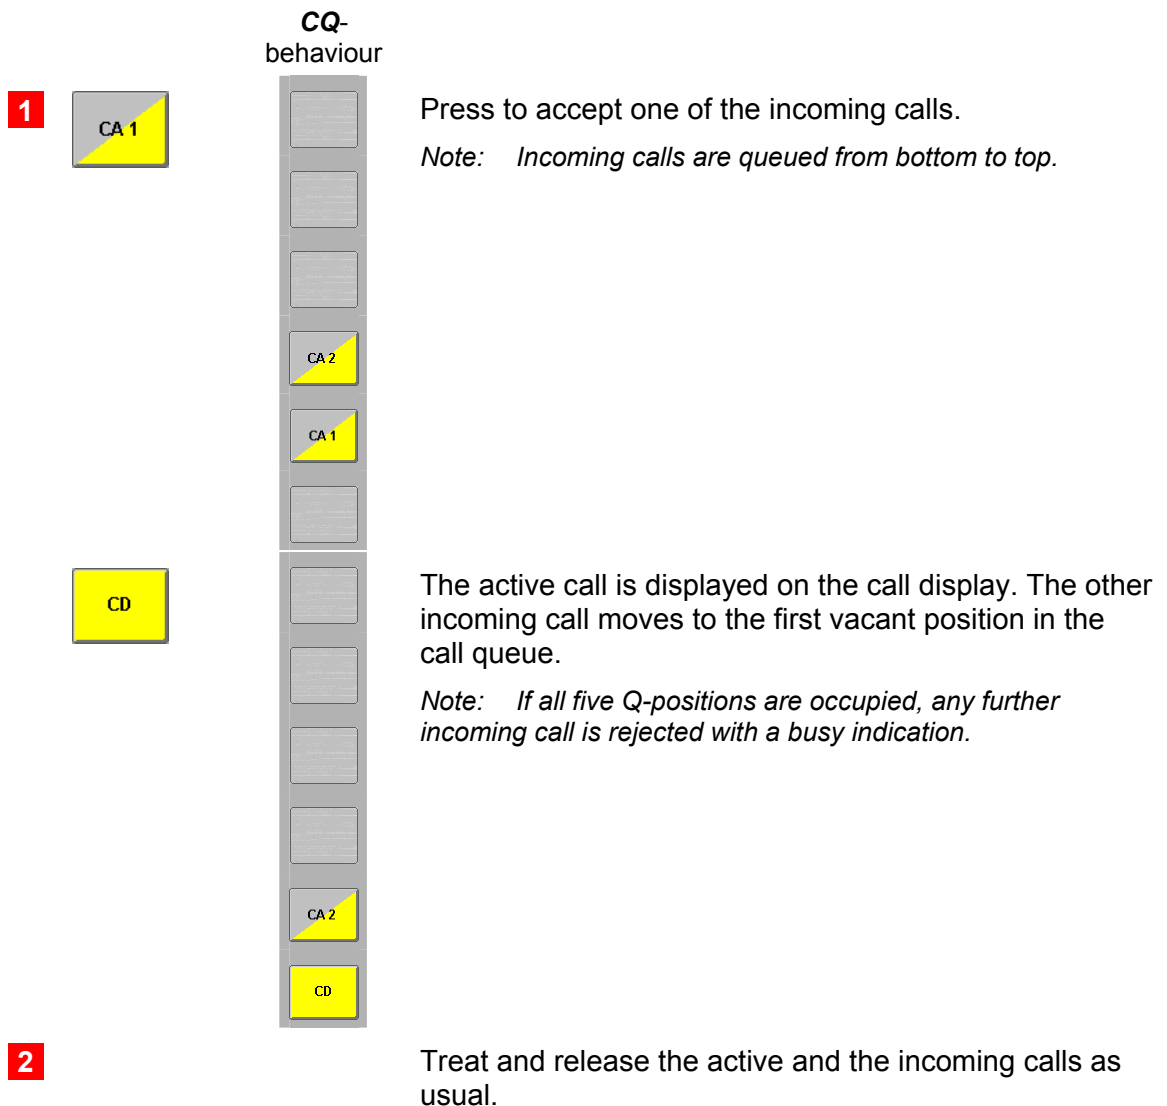 CQ-
behaviour
1
CA 1
Press to accept one of the incoming calls.
Note: Incoming calls are queued from bottom to top.
CA 2
CA 1
CD
The active call is displayed on the call display. The other
incoming call moves to the first vacant position in the
call queue.
Note: If all five Q-positions are occupied, any further
incoming call is rejected with a busy indication.
CA 2
CD
2
Treat and release the active and the incoming calls as
usual.